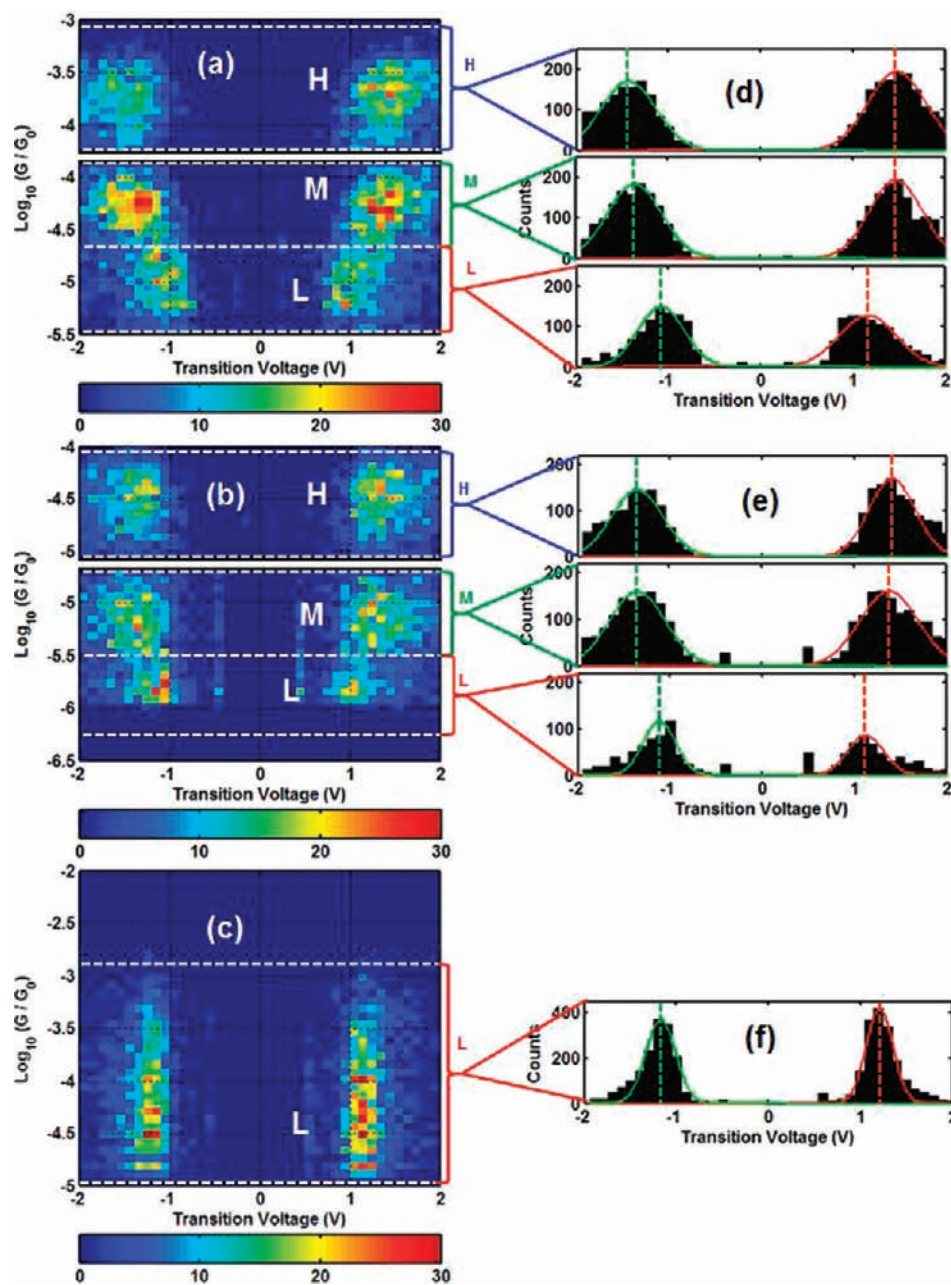 -3
-3.5
-4
(a)
H
H
-4
-4.5
-5
-5.5
M
L
M
L
Log10 (G / G0)
-2 -1 0 1 2
Transition Voltage (V)
0 10 20 30
200
100
0
(d)
200
100
0
Counts
200
100
0
-2 -1 0 1 2
Transition Voltage (V)
-4
-4.5
-5
(b)
H
H
-5
-5.5
-6
-6.5
M
L
M
L
Log10 (G / G0)
-2 -1 0 1 2
Transition Voltage (V)
0 10 20 30
200
100
0
(e)
200
100
0
Counts
200
100
0
-2 -1 0 1 2
Transition Voltage (V)
-2
-2.5
-3
-3.5
-4
-4.5
-5
(c)
L
L
Log10 (G / G0)
-2 -1 0 1 2
Transition Voltage (V)
0 10 20 30
400
200
0
(f)
Counts
-2 -1 0 1 2
Transition Voltage (V)